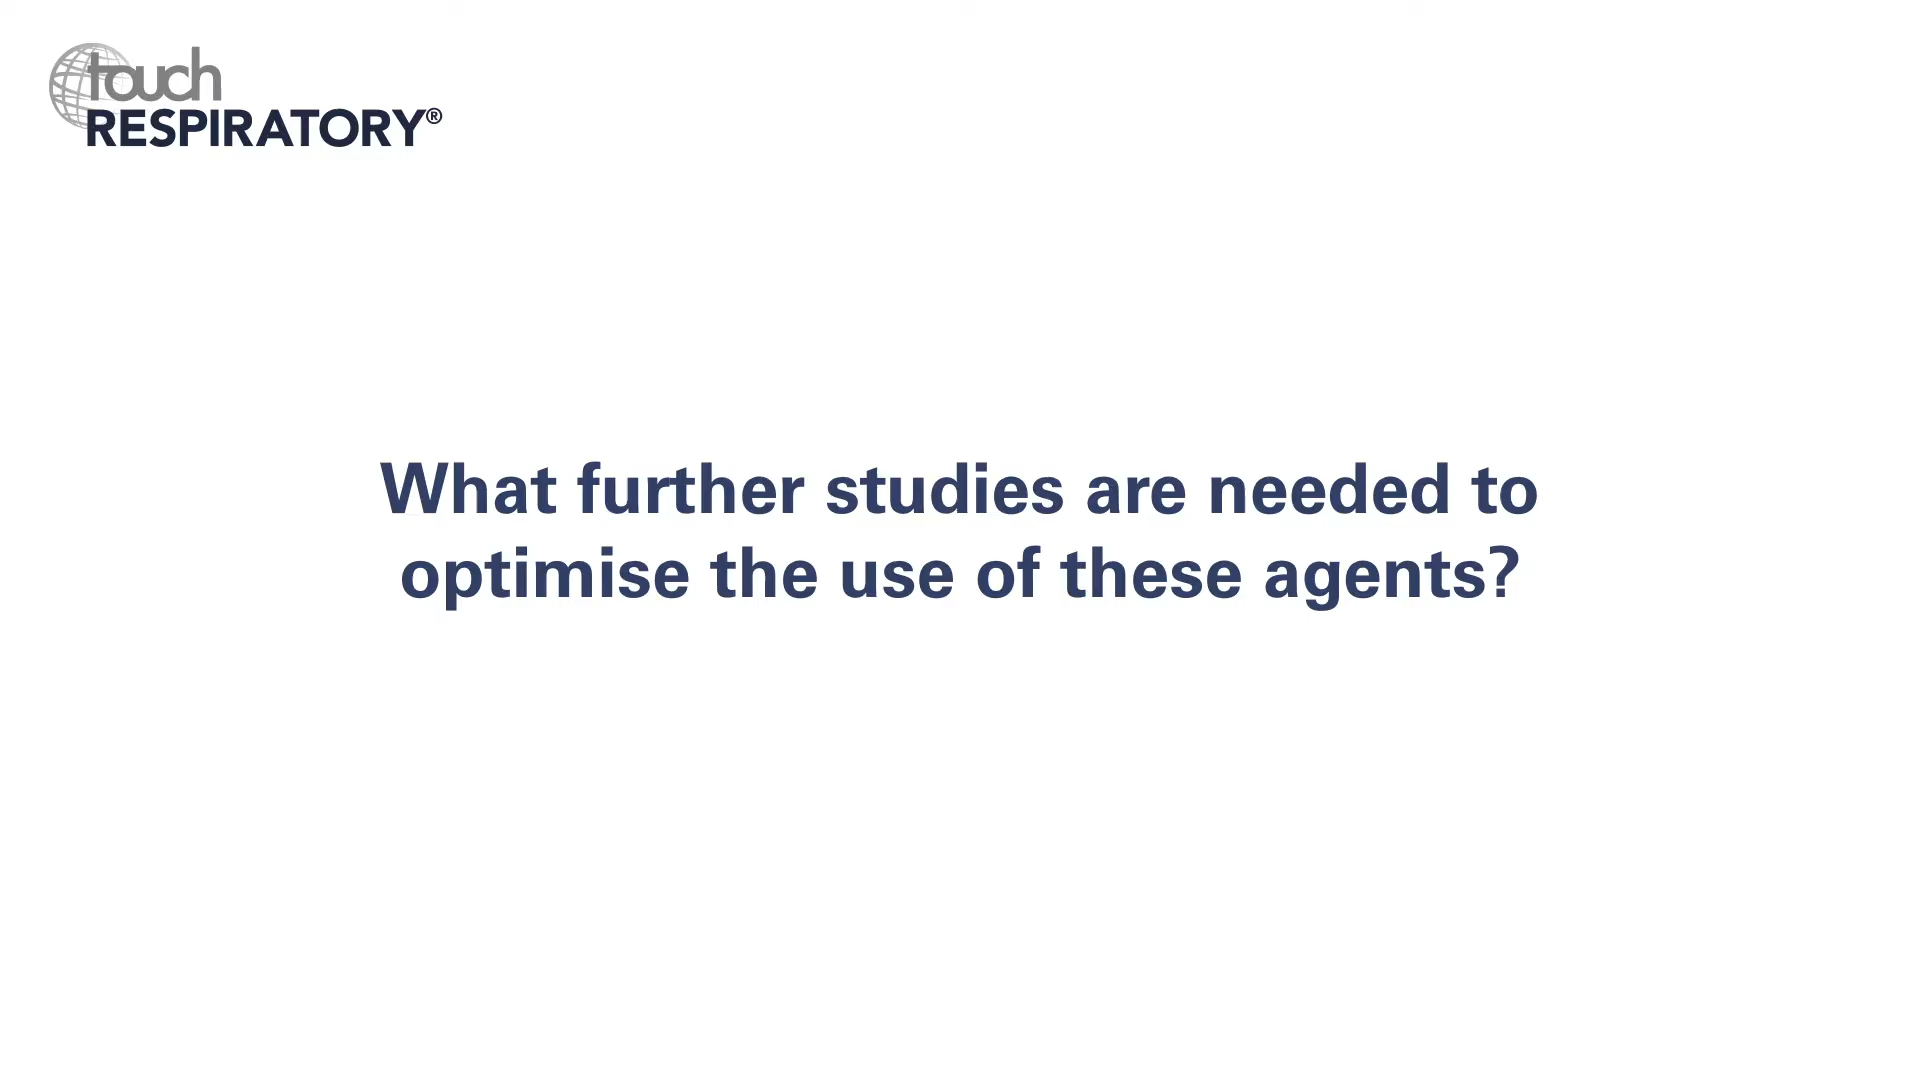 touch
RESPIRATORY®
What further studies are needed to
optimise the use of these agents?